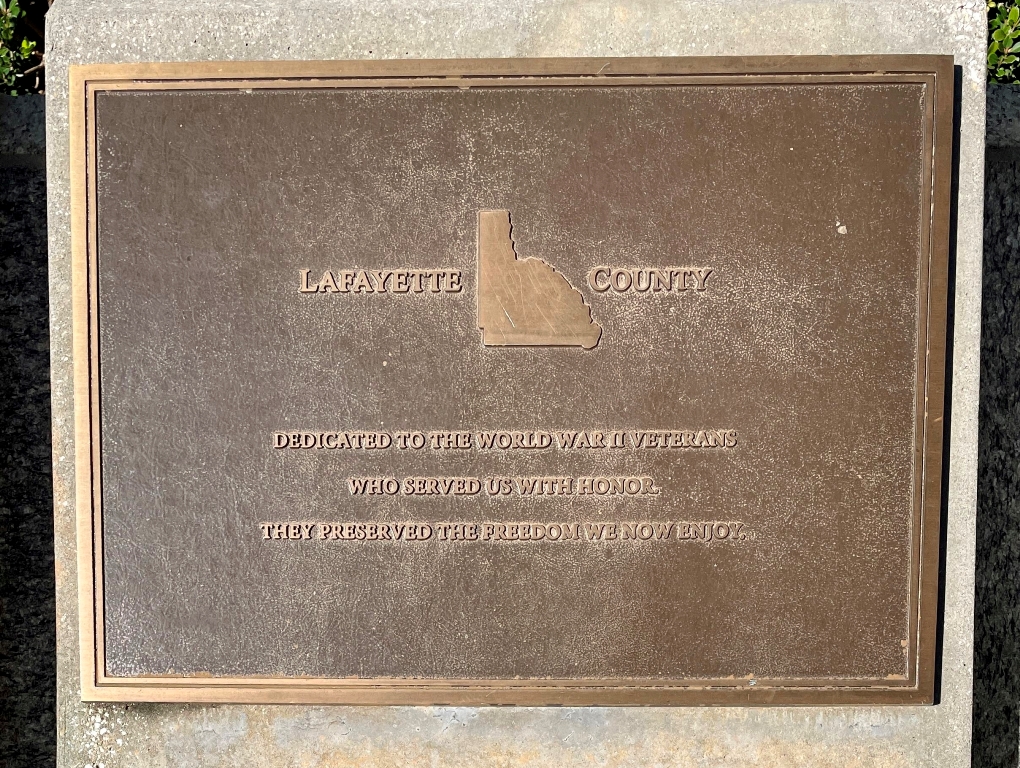 LAFAYETTE COUNTY
DEDICATED TO THE WORLD WAR II VETERANS
WHO SERVED US WITH HONOR.
THEY PRESERVED THE FREEDOM WE NOW ENJOY.